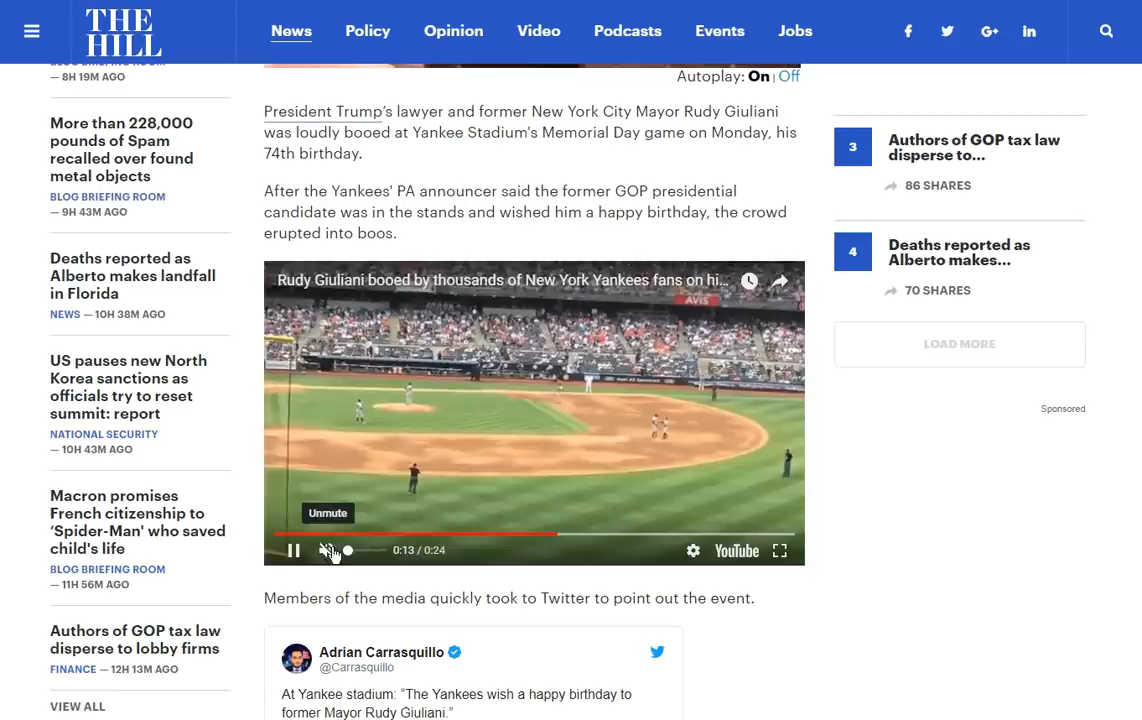 THE
HILL
News
Policy
Opinion
Video
Podcasts
Events
Jobs
— 8H 19M AGO
More than 228,000
pounds of Spam
recalled over found
metal objects
BLOG BRIEFING ROOM
— 9H 43M AGO
Deaths reported as
Alberto makes landfall
in Florida
NEWS — 10H 38M AGO
US pauses new North
Korea sanctions as
officials try to reset
summit: report
NATIONAL SECURITY
— 10H 43M AGO
Macron promises
French citizenship to
‘Spider-Man' who saved
child's life
BLOG BRIEFING ROOM
— 11H 56M AGO
Authors of GOP tax law
disperse to lobby firms
FINANCE — 12H 13M AGO
VIEW ALL
Autoplay: On | Off
President Trump’s lawyer and former New York City Mayor Rudy Giuliani
was loudly booed at Yankee Stadium's Memorial Day game on Monday, his
74th birthday.
After the Yankees' PA announcer said the former GOP presidential
candidate was in the stands and wished him a happy birthday, the crowd
erupted into boos.
Rudy Giuliani booed by thousands of New York Yankees fans on hi...
AVIS
Unmute
0:13 / 0:24
YouTube
Members of the media quickly took to Twitter to point out the event.
Adrian Carrasquillo
@Carrasquillo
At Yankee stadium: “The Yankees wish a happy birthday to
former Mayor Rudy Giuliani.”
3
Authors of GOP tax law
disperse to...
86 SHARES
4
Deaths reported as
Alberto makes...
70 SHARES
LOAD MORE
Sponsored